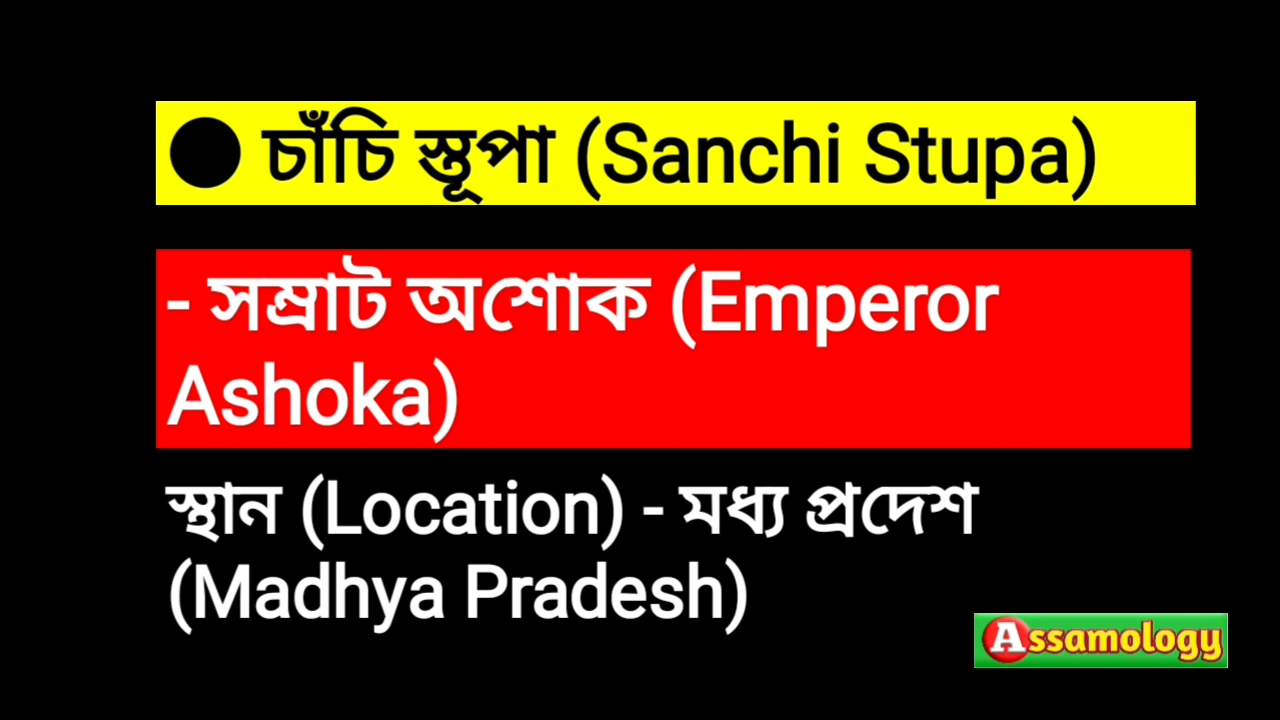 ● চাঁচি স্তূপা (Sanchi Stupa)
- সম্ৰাট অশোক (Emperor
Ashoka)
স্থান (Location) - মধ্য প্ৰদেশ
(Madhya Pradesh)
Assamology